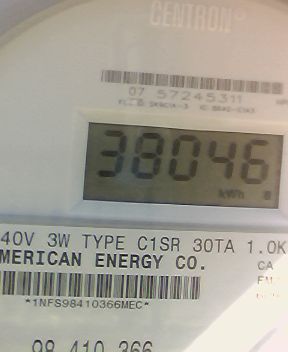 CENTRON®
07 57245311
38046
kWh
40V 3W TYPE C1SR 30TA 1.0K
MERICAN ENERGY CO.
CA
*1NFS98410366MEC*
98 410 366